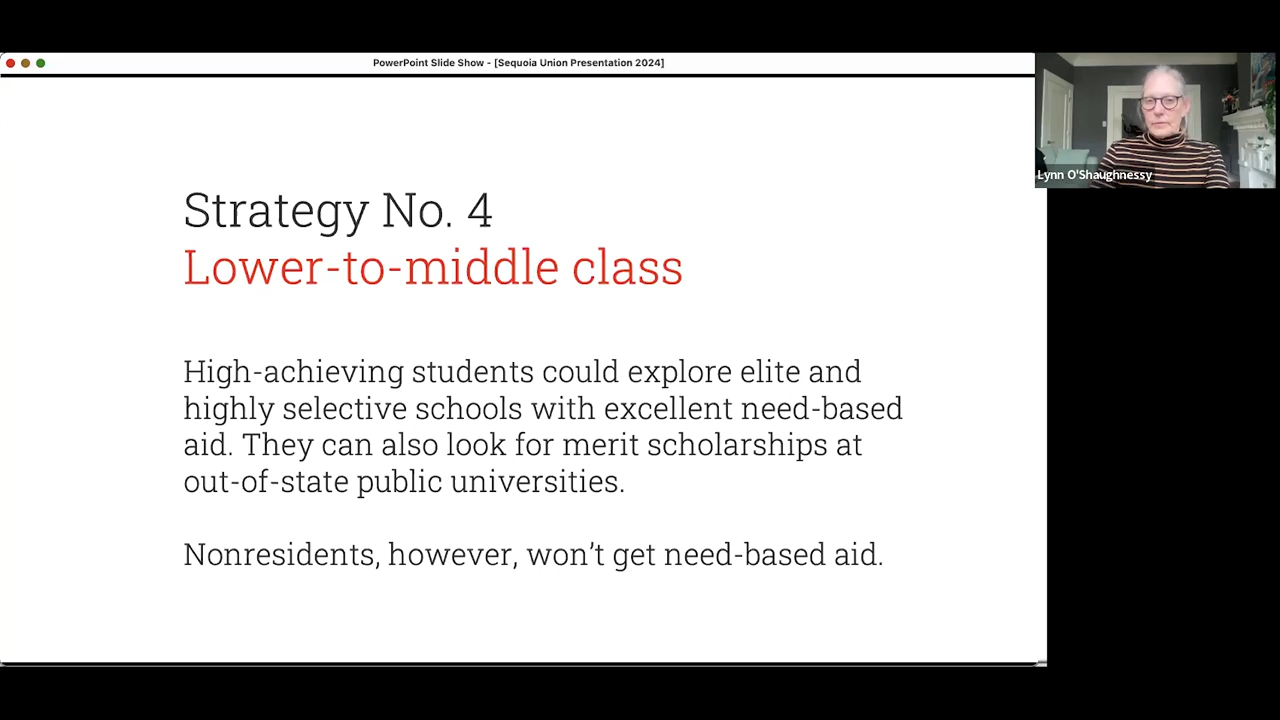 PowerPoint Slide Show - [Sequoia Union Presentation 2024]
Lynn O'Shaughnessy
Strategy No. 4
Lower-to-middle class
High-achieving students could explore elite and
highly selective schools with excellent need-based
aid. They can also look for merit scholarships at
out-of-state public universities.
Nonresidents, however, won’t get need-based aid.